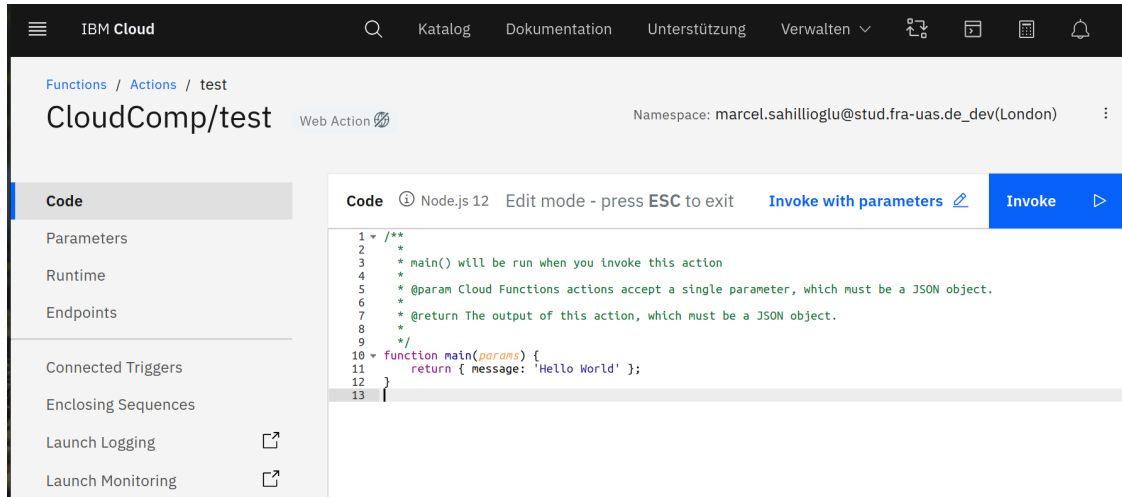 IBM Cloud Katalog Dokumentation Unterstützung Verwalten
Functions / Actions / test
CloudComp/test Web Action Namespace: marcel.sahillioglu@stud.fra-uas.de_dev(London)
Code
Parameters
Runtime
Endpoints
Connected Triggers
Enclosing Sequences
Launch Logging
Launch Monitoring
Code Node.js 12 Edit mode - press ESC to exit Invoke with parameters Invoke
1 /**
2 *
3 * main() will be run when you invoke this action
4 *
5 * @param Cloud Functions actions accept a single parameter, which must be a JSON object.
6 *
7 * @return The output of this action, which must be a JSON object.
8 *
9 */
10 function main(params) {
11 return { message: 'Hello World' };
12 }
13